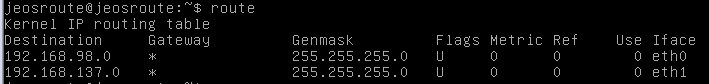 jeosroute@jeosroute:~$ route
Kernel IP routing table
Destination     Gateway         Genmask         Flags Metric Ref    Use Iface
192.168.98.0    *               255.255.255.0   U     0      0        0 eth0
192.168.137.0   *               255.255.255.0   U     0      0        0 eth1